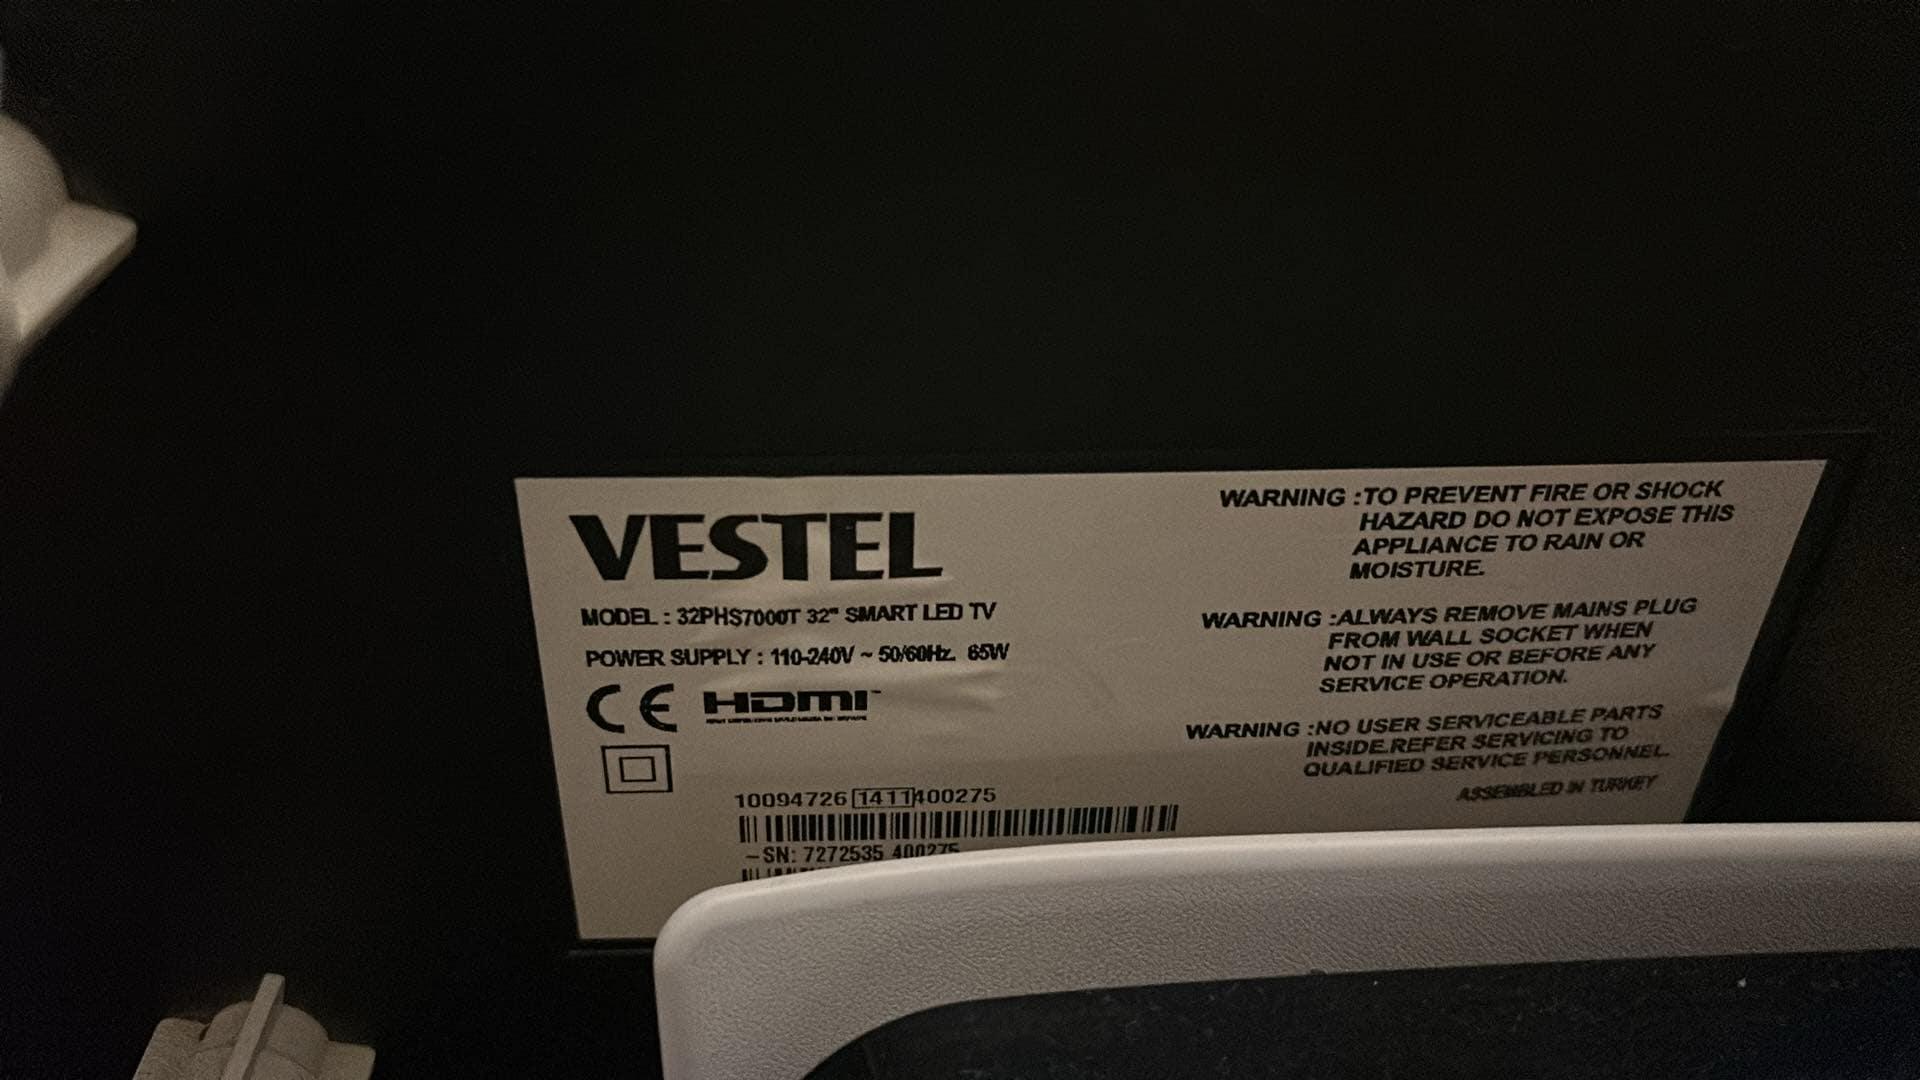 VESTEL
MODEL : 32PHS7000T 32" SMART LED TV
POWER SUPPLY : 110-240V ~ 50/60Hz. 65W
CE HDMI™
10094726 1411400275
-SN: 7272535 400275
WARNING :TO PREVENT FIRE OR SHOCK
HAZARD DO NOT EXPOSE THIS
APPLIANCE TO RAIN OR
MOISTURE.
WARNING :ALWAYS REMOVE MAINS PLUG
FROM WALL SOCKET WHEN
NOT IN USE OR BEFORE ANY
SERVICE OPERATION.
WARNING :NO USER SERVICEABLE PARTS
INSIDE.REFER SERVICING TO
QUALIFIED SERVICE PERSONNEL.
ASSEMBLED IN TURKEY